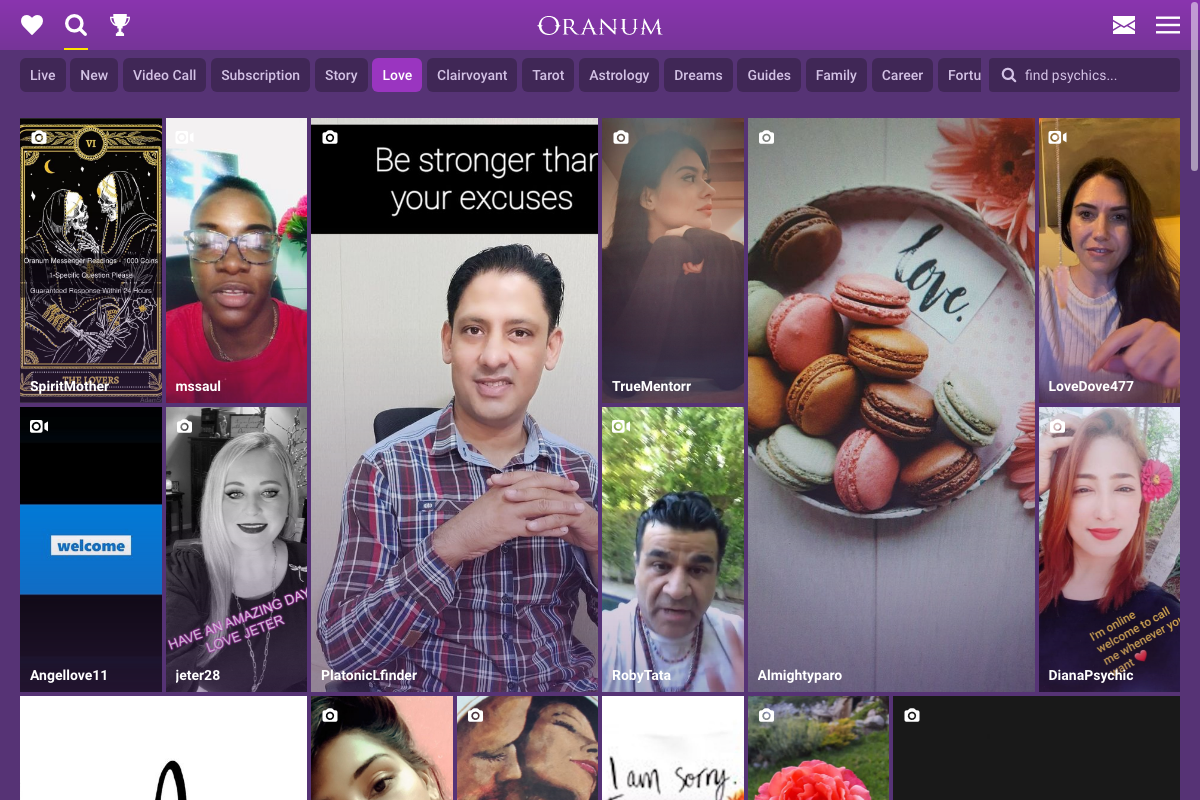 ORANUM
Live
New
Video Call
Subscription
Story
Love
Clairvoyant
Tarot
Astrology
Dreams
Guides
Family
Career
Fortu
find psychics...
VI
Oranum Messenger Readings - 1000 Coins
1-Specific Question Please
Guaranteed Response Within 24 Hours
THE LOVERS
SpiritMother
mssaul
Be stronger than
your excuses
PlatonicLfinder
TrueMentorr
love.
Almightyparo
LoveDove477
welcome
Angellove11
HAVE AN AMAZING DAY
LOVE JETER
jeter28
RobyTata
I'm online
welcome to call
me whenever you
want ❤️
DianaPsychic
I am sorry.